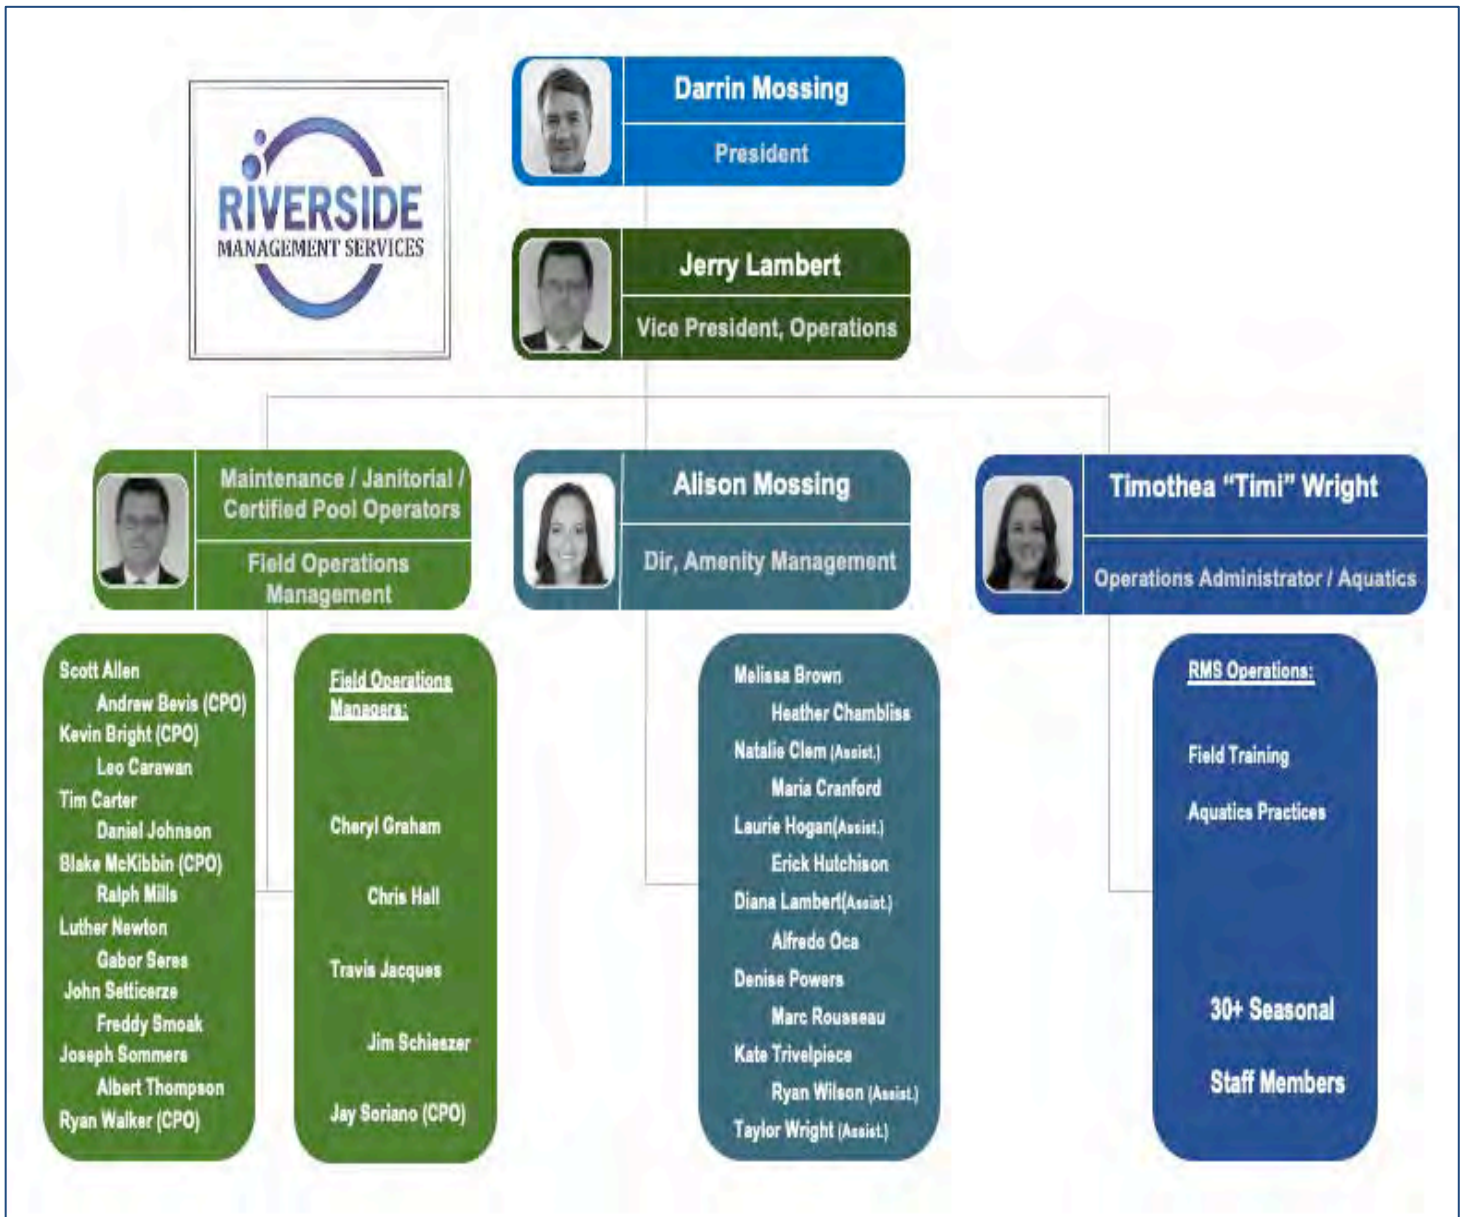 RIVERSIDE
MANAGEMENT SERVICES
Darrin Mossing
President
Jerry Lambert
Vice President, Operations
Maintenance / Janitorial /
Certified Pool Operators
Field Operations
Management
Alison Mossing
Dir, Amenity Management
Timothea “Timi” Wright
Operations Administrator / Aquatics
Scott Allen
Andrew Bevis (CPO)
Kevin Bright (CPO)
Leo Carawan
Tim Carter
Daniel Johnson
Blake McKibbin (CPO)
Ralph Mills
Luther Newton
Gabor Seres
John Setticerze
Freddy Smoak
Joseph Sommers
Albert Thompson
Ryan Walker (CPO)
Field Operations
Managers:
Cheryl Graham
Chris Hall
Travis Jacques
Jim Schieszer
Jay Soriano (CPO)
Melissa Brown
Heather Chambliss
Natalie Clem (Assist.)
Maria Cranford
Laurie Hogan(Assist.)
Erick Hutchison
Diana Lambert(Assist.)
Alfredo Oca
Denise Powers
Marc Rousseau
Kate Trivelpiece
Ryan Wilson (Assist.)
Taylor Wright (Assist.)
RMS Operations:
Field Training
Aquatics Practices
30+ Seasonal
Staff Members